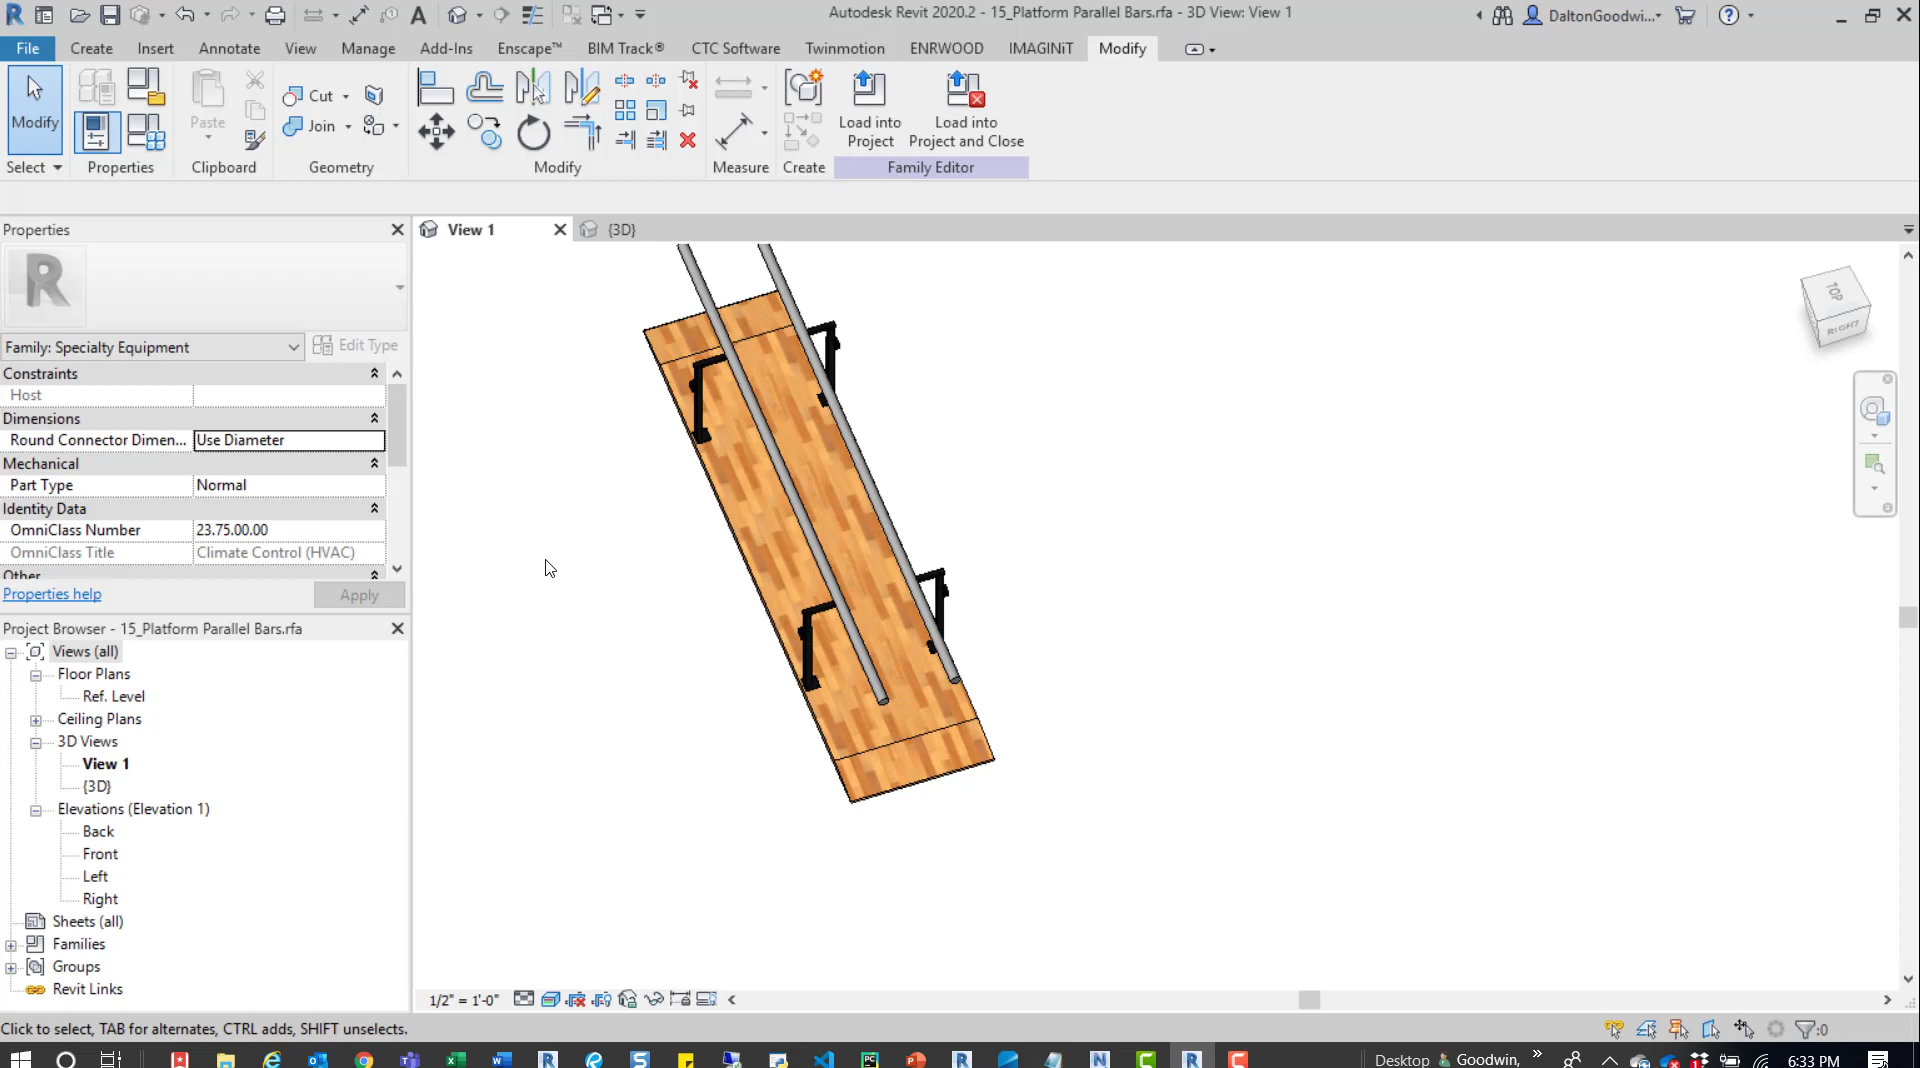 Autodesk Revit 2020.2 - 15_Platform Parallel Bars.rfa - 3D View: View 1
DaltonGoodwi...
File Create Insert Annotate View Manage Add-Ins Enscape™ BIM Track® CTC Software Twinmotion ENRWOOD IMAGINiT Modify
Modify
Paste
Cut
Join
Load into
Project
Load into
Project and Close
Select Properties Clipboard Geometry Modify Measure Create Family Editor
Properties
View 1
{3D}
R
Family: Specialty Equipment
Edit Type
Constraints
Host
Dimensions
Round Connector Dimen... Use Diameter
Mechanical
Part Type Normal
Identity Data
OmniClass Number 23.75.00.00
OmniClass Title Climate Control (HVAC)
Other
Properties help
Apply
Project Browser - 15_Platform Parallel Bars.rfa
Views (all)
Floor Plans
Ref. Level
Ceiling Plans
3D Views
View 1
{3D}
Elevations (Elevation 1)
Back
Front
Left
Right
Sheets (all)
Families
Groups
Revit Links
TOP
RIGHT
1/2" = 1'-0"
Click to select, TAB for alternates, CTRL adds, SHIFT unselects.
:0
Desktop
Goodwin,
6:33 PM